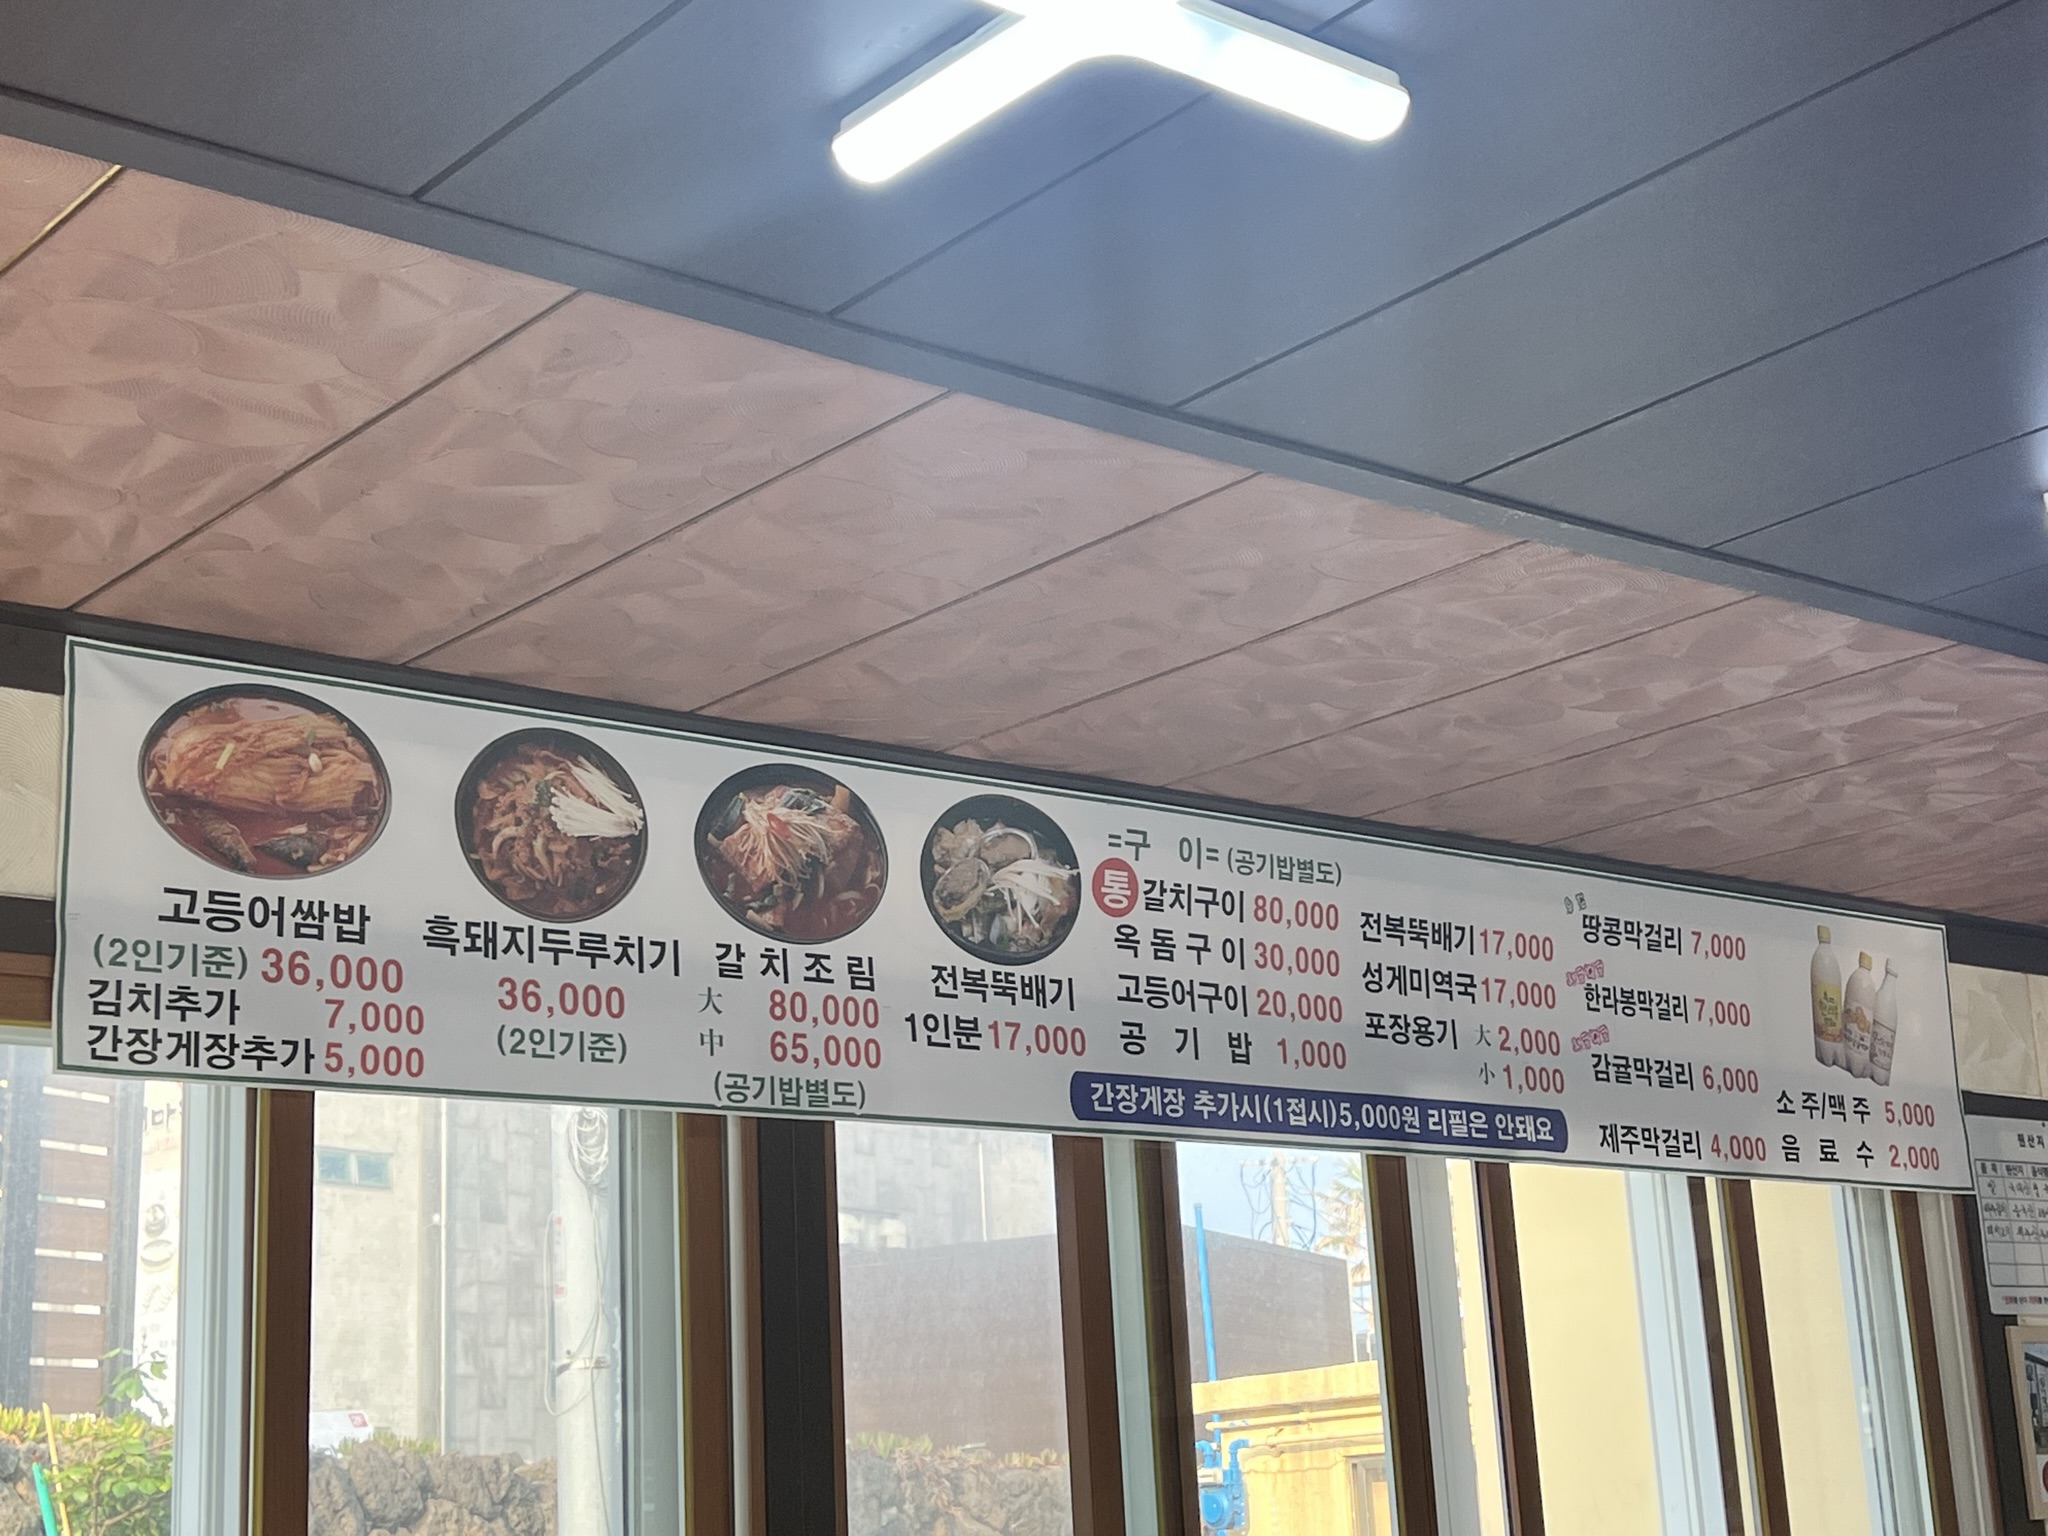 고등어쌈밥
(2인기준) 36,000
김치추가 7,000
간장게장추가 5,000
흑돼지두루치기
36,000
(2인기준)
갈치조림
大 80,000
中 65,000
(공기밥별도)
전복뚝배기
1인분 17,000
=구 이= (공기밥별도)
통 갈치구이 80,000
옥돔구이 30,000
고등어구이 20,000
공 기 밥 1,000
전복뚝배기 17,000
성게미역국 17,000
포장용기 大 2,000
小 1,000
간장게장 추가시(1접시)5,000원 리필은 안돼요
땅콩막걸리 7,000
한라봉막걸리 7,000
감귤막걸리 6,000
제주막걸리 4,000
소주/맥주 5,000
음 료 수 2,000
원산지